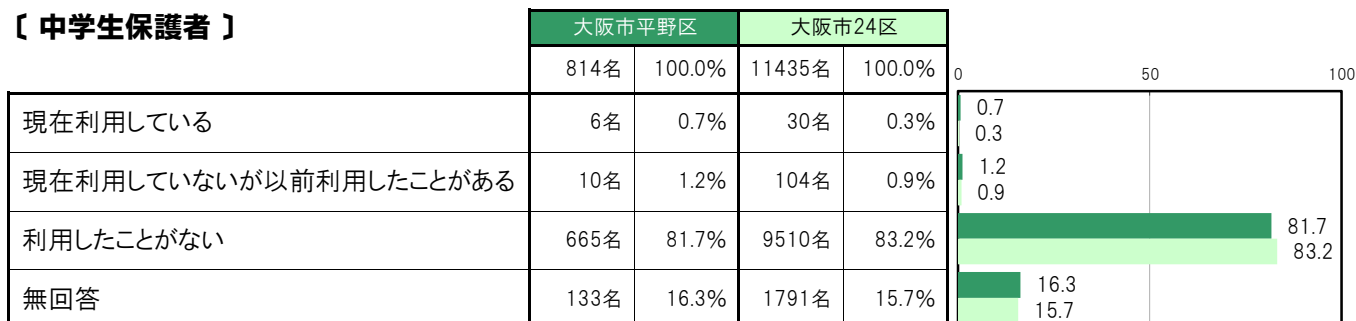 〔 中学生保護者 〕
大阪市平野区 大阪市24区
814名 100.0% 11435名 100.0%
0 50 100
現在利用している 6名 0.7% 30名 0.3%
0.7
0.3
現在利用していないが以前利用したことがある 10名 1.2% 104名 0.9%
1.2
0.9
利用したことがない 665名 81.7% 9510名 83.2%
81.7
83.2
無回答 133名 16.3% 1791名 15.7%
16.3
15.7